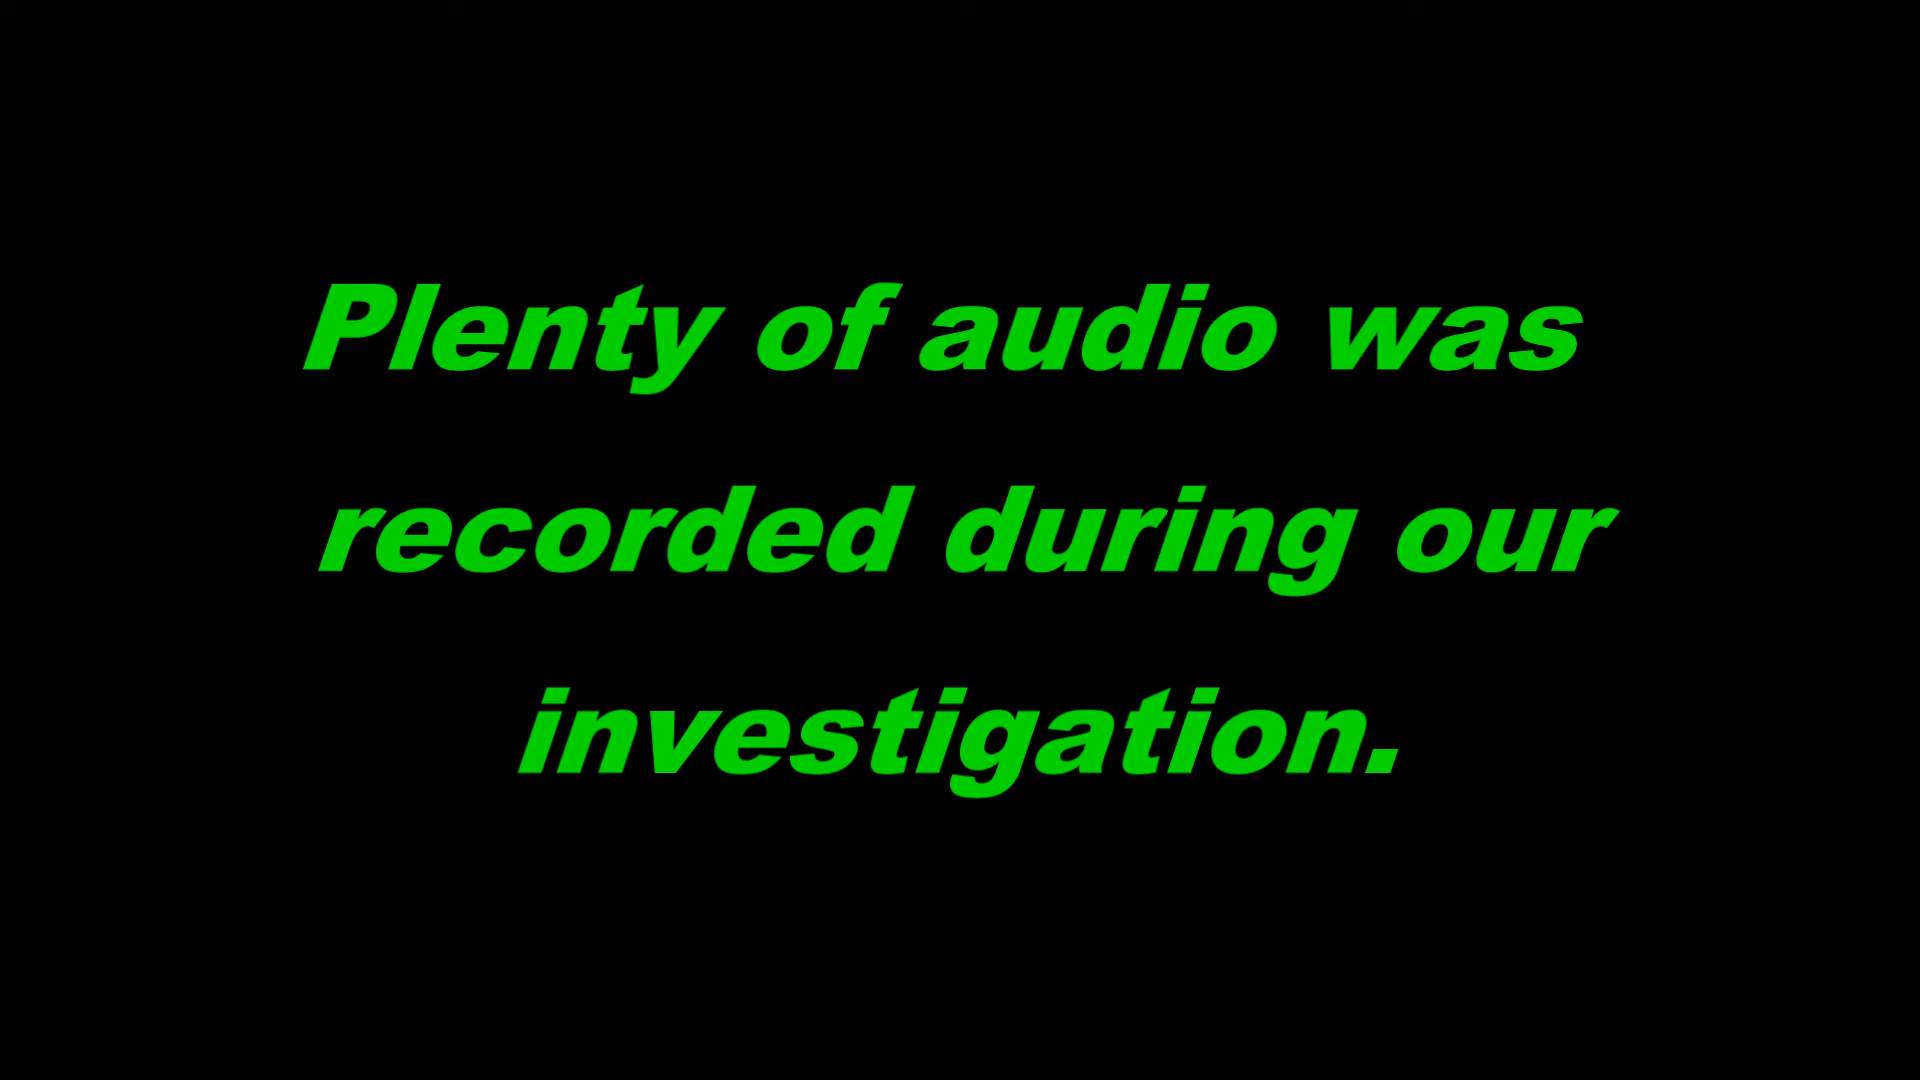 Plenty of audio was
recorded during our
investigation.